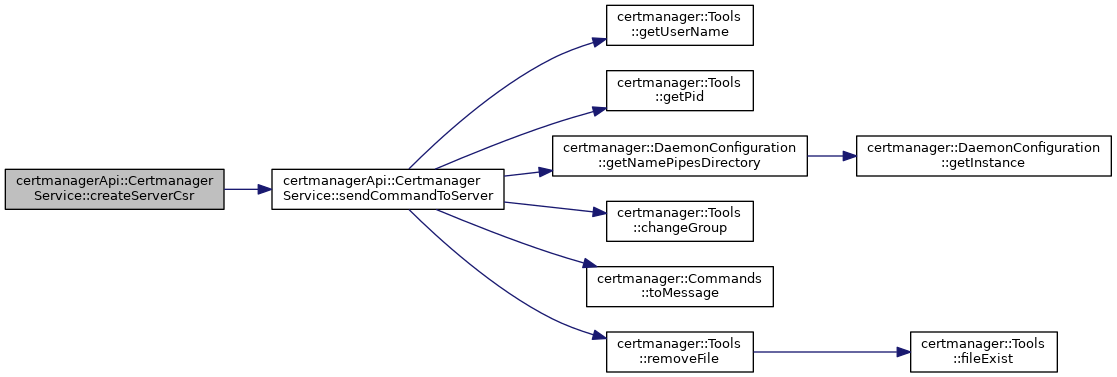 certmanagerApi::Certmanager
Service::createServerCsr
certmanagerApi::Certmanager
Service::sendCommandToServer
certmanager::Tools
::getUserName
certmanager::Tools
::getPid
certmanager::DaemonConfiguration
::getNamePipesDirectory
certmanager::DaemonConfiguration
::getInstance
certmanager::Tools
::changeGroup
certmanager::Commands
::toMessage
certmanager::Tools
::removeFile
certmanager::Tools
::fileExist